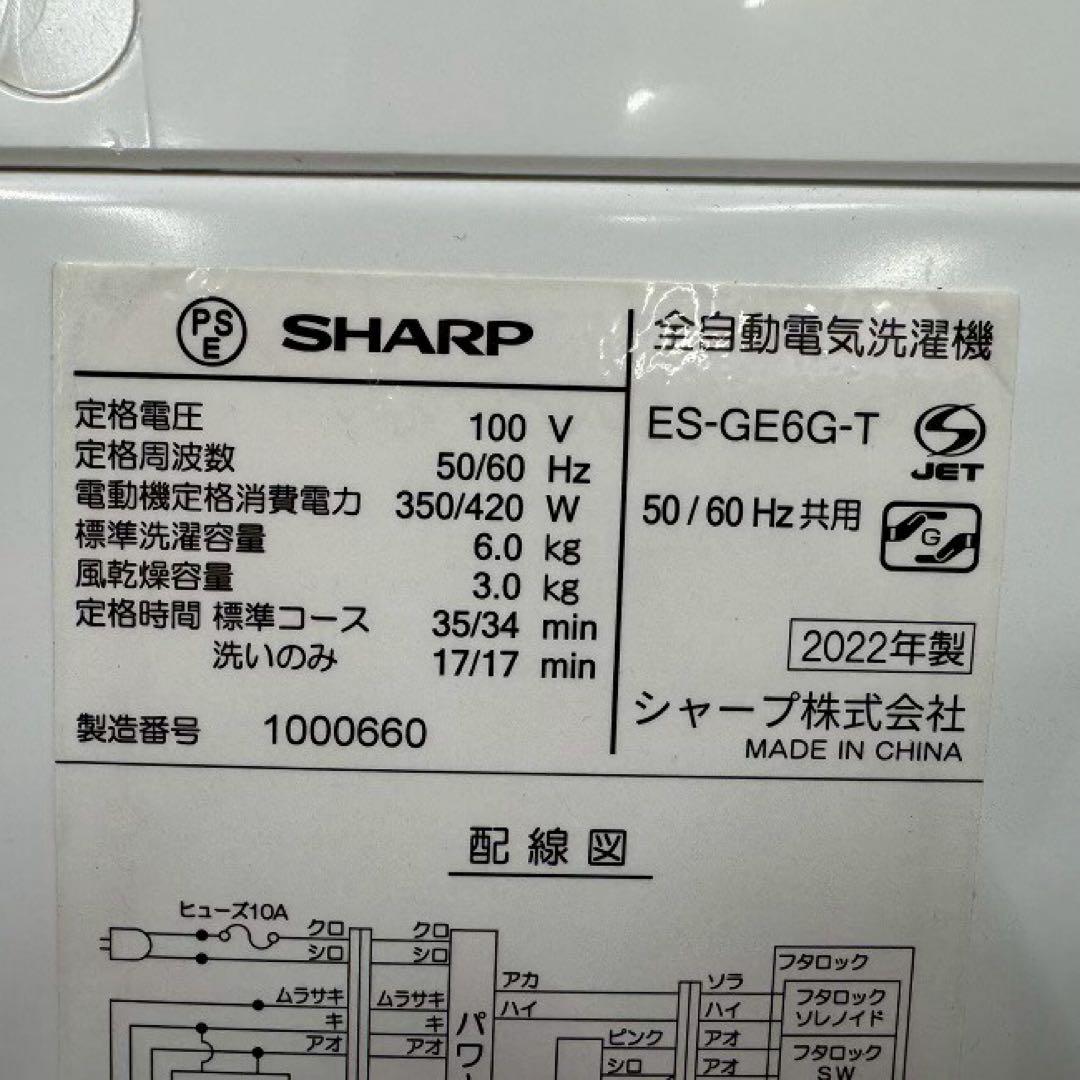 PSE SHARP
全自動電気洗濯機
定格電圧 100 V
定格周波数 50/60 Hz
電動機定格消費電力 350/420 W
標準洗濯容量 6.0 kg
風乾燥容量 3.0 kg
定格時間 標準コース 35/34 min
洗いのみ 17/17 min
製造番号 1000660
ES-GE6G-T
JET
50/60Hz共用
G
2022年製
シャープ株式会社
MADE IN CHINA
配線図
ヒューズ10A
クロ クロ
シロ シロ
フタロック
アカ ソラ
ムラサキ ムラサキ ハイ ハイ
フタロック
ソレノイド
キ キ
パワ
ピンク アオ
アオ アオ
シロ アオ
フタロック
SW